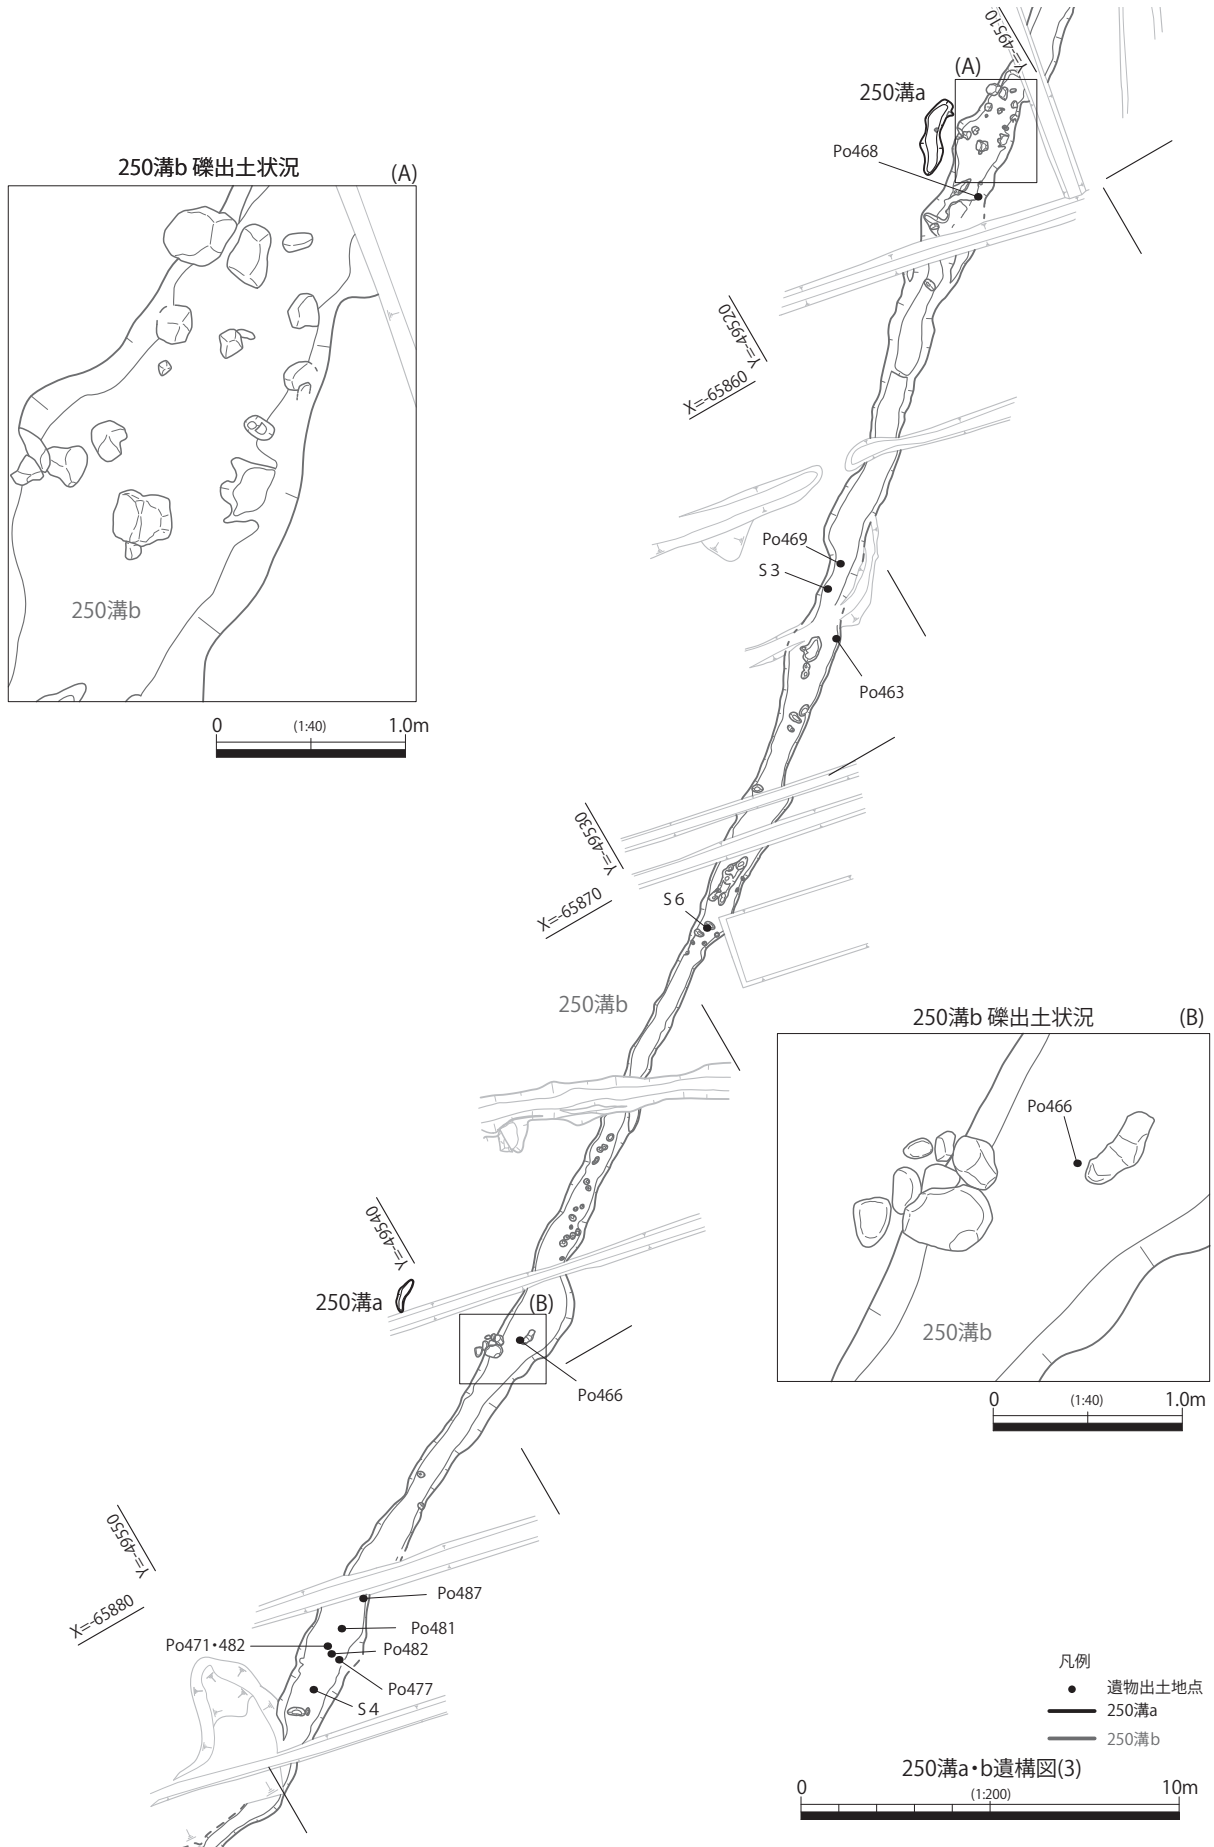 Y=-49510
(A)
250溝a
Po468
250溝b 礫出土状況
(A)
250溝b
0
(1:40)
1.0m
Y=-49520
X=-65860
Po469
S3
Po463
Y=-49530
X=-65870
S6
250溝b
250溝b 礫出土状況
(B)
Po466
250溝b
0
(1:40)
1.0m
Y=-49540
250溝a
(B)
Po466
Y=-49550
X=-65880
Po487
Po481
Po471・482
Po482
Po477
S4
凡例
遺物出土地点
250溝a
250溝b
250溝a・b遺構図(3)
0
(1:200)
10m